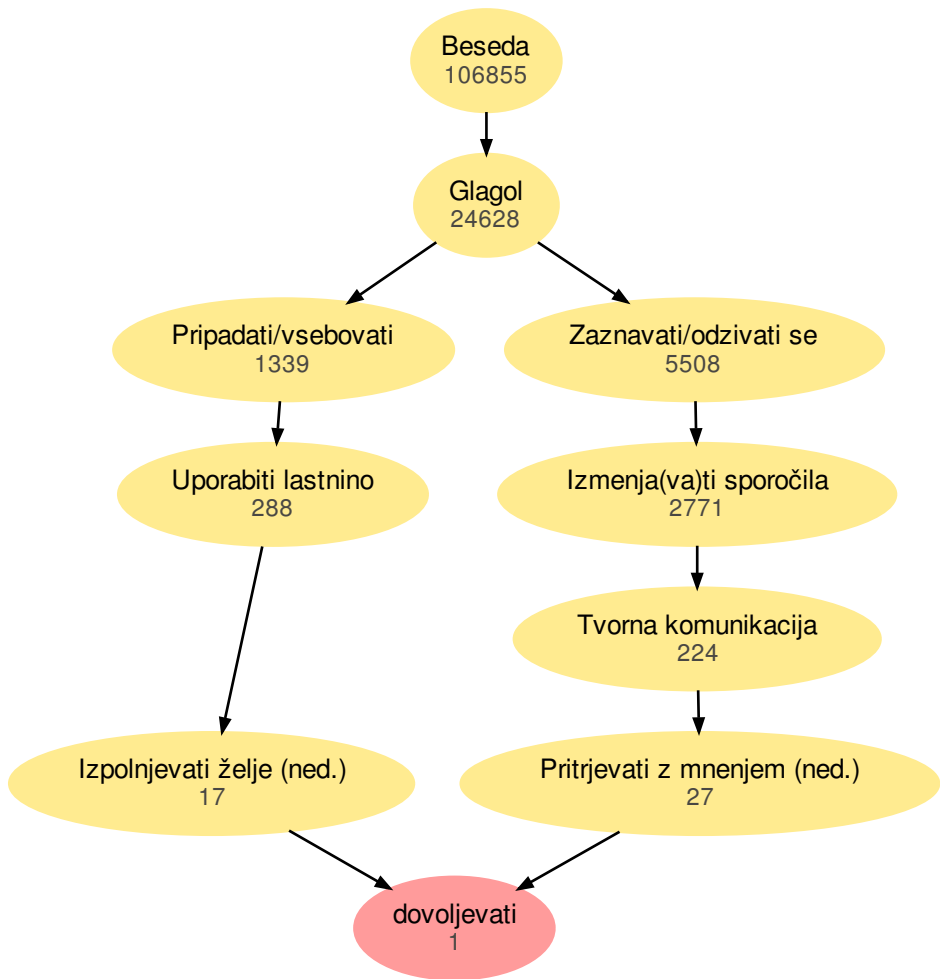 Beseda
106855
Glagol
24628
Pripadati/vsebovati
1339
Zaznavati/odzivati se
5508
Uporabiti lastnino
288
Izmenja(va)ti sporočila
2771
Tvorna komunikacija
224
Izpolnjevati želje (ned.)
17
Pritrjevati z mnenjem (ned.)
27
dovoljevati
1